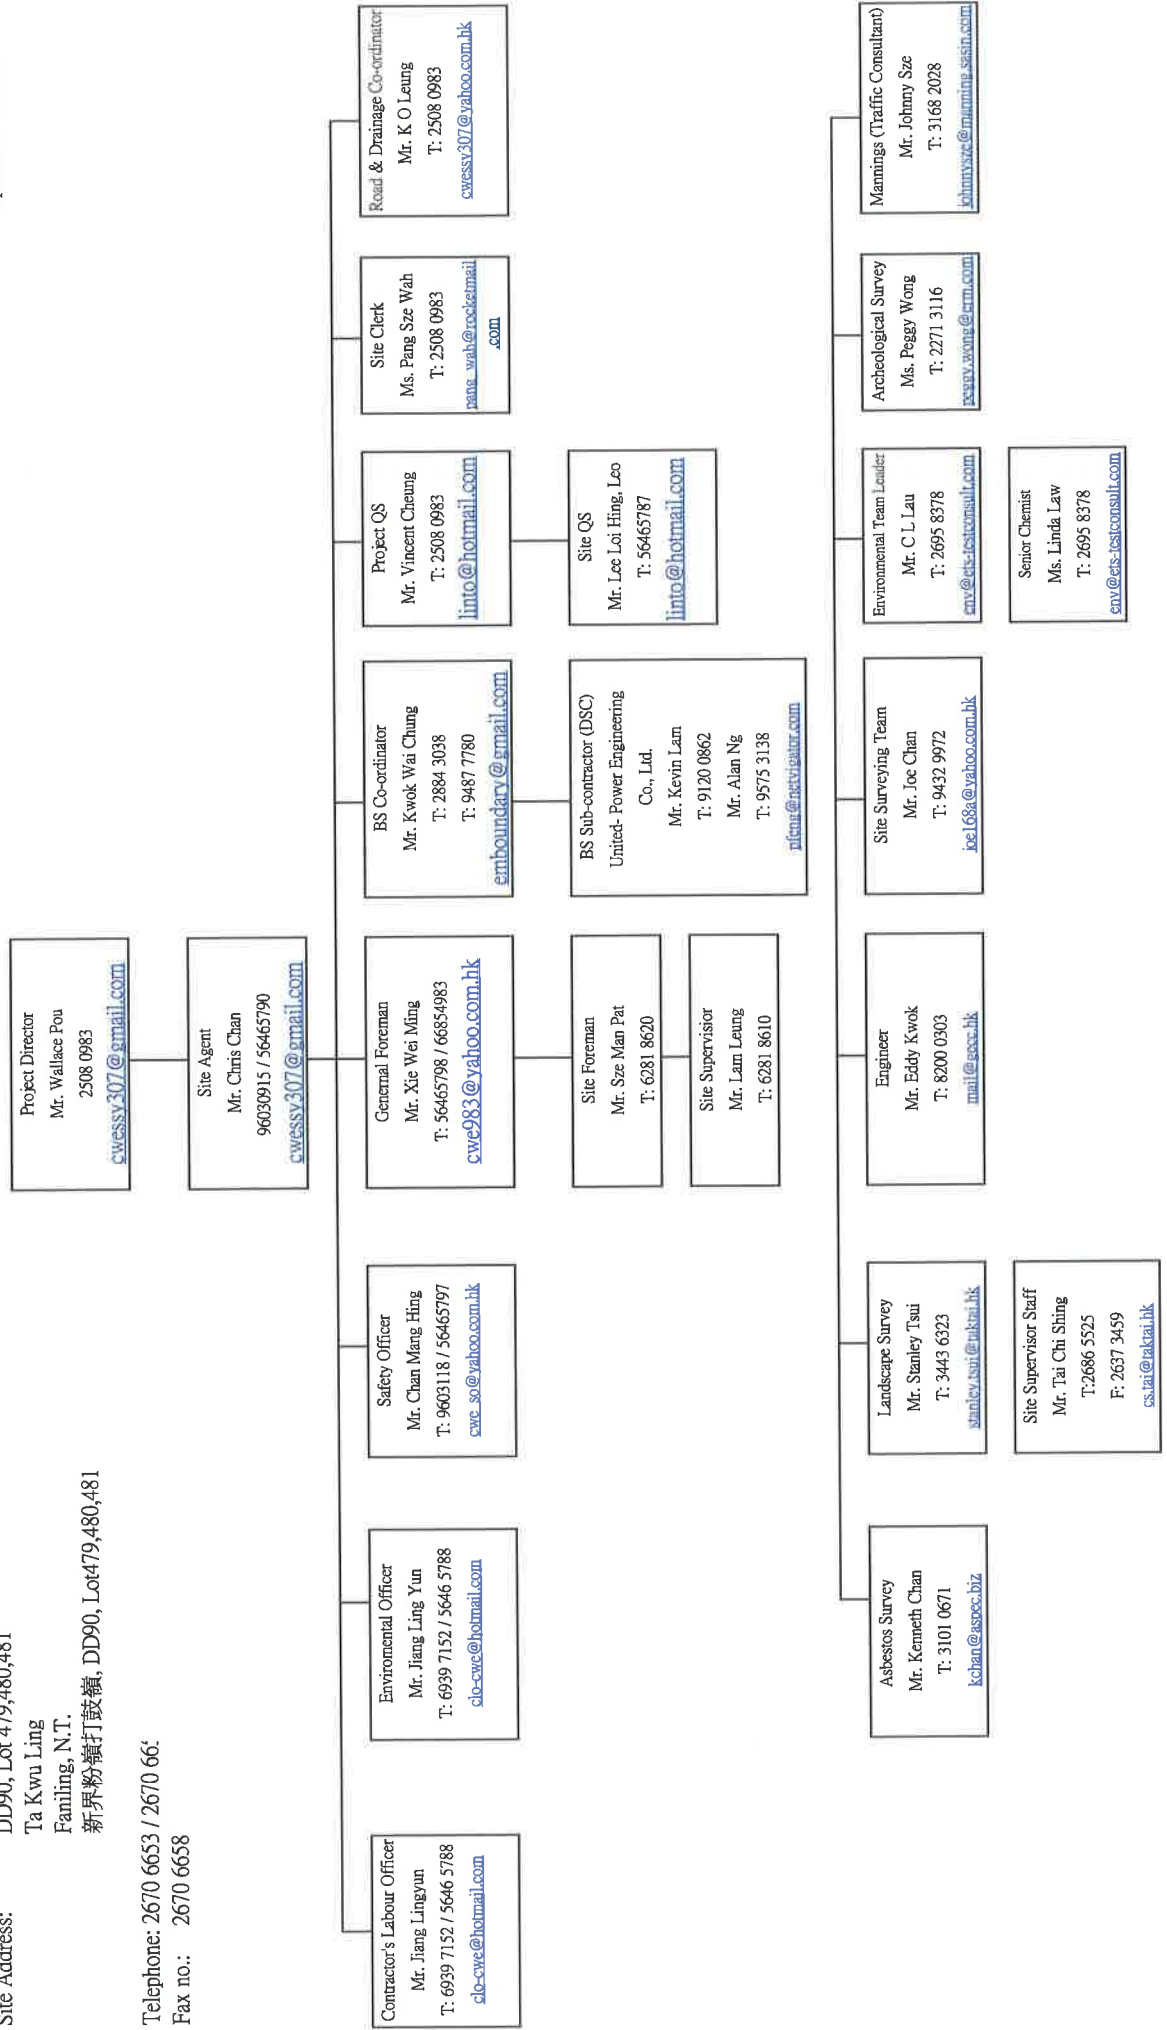 Site Address:
DD90, Lot 479,480,481
Ta Kwu Ling
Faniling, N.T.
新界粉嶺打鼓嶺, DD90, Lot479,480,481
Telephone: 2670 6653 / 2670
Fax no.: 2670 6658
Project Director
Mr. Wallace Pou
2508 0983
cwessy307@gmail.com
Site Agent
Mr. Chris Chan
96030915 / 56465790
cwessy307@gmail.com
Contractor's Labour Officer
Mr. Jiang Lingyun
T: 6939 7152 / 5646 5788
clo-cwe@hotmail.com
Enviromental Officer
Mr. Jiang Ling Yun
T: 6939 7152 / 5646 5788
clo-cwe@hotmail.com
Safety Officer
Mr. Chan Mang Hing
T: 9603118 / 56465797
cwe_so@yahoo.com.hk
Genernal Foreman
Mr. Xie Wei Ming
T: 56465798 / 66854983
cwe983@yahoo.com.hk
Site Foreman
Mr. Sze Man Pat
T: 6281 8620
Site Supervisior
Mr. Lam Leung
T: 6281 8610
BS Co-ordinator
Mr. Kwok Wai Chung
T: 2884 3038
T: 9487 7780
emboundary@gmail.com
BS Sub-contractor (DSC)
United- Power Engineering
Co., Ltd.
Mr. Kevin Lam
T: 9120 0862
Mr. Alan Ng
T: 9575 3138
pfeng@netvigator.com
Project QS
Mr. Vincent Cheung
T: 2508 0983
linto@hotmail.com
Site QS
Mr. Lee Loi Hing, Leo
T: 56465787
linto@hotmail.com
Site Clerk
Ms. Pang Sze Wah
T: 2508 0983
pang_wah@rocketmail
.com
Road & Drainage Co-ordinator
Mr. K O Leung
T: 2508 0983
cwessy307@yahoo.com.hk
Asbestos Survey
Mr. Kenneth Chan
T: 3101 0671
kchan@aspec.biz
Landscape Survey
Mr. Stanley Tsui
T: 3443 6323
stanley.tsui@taktai.hk
Site Supervisor Staff
Mr. Tai Chi Shing
T:2686 5525
F: 2637 3459
cs.tai@taktai.hk
Engineer
Mr. Eddy Kwok
T: 8200 0303
mail@gecc.hk
Site Surveying Team
Mr. Joe Chan
T: 9432 9972
joe168a@yahoo.com.hk
Environmental Team Leader
Mr. C L Lau
T: 2695 8378
env@ets-testconsult.com
Senior Chemist
Ms. Linda Law
T: 2695 8378
env@ets-testconsult.com
Archeological Survey
Ms. Peggy Wong
T: 2271 3116
peggy.wong@erm.com
Mannings (Traffic Consultant)
Mr. Johnny Sze
T: 3168 2028
johnnysze@manning.sasin.com